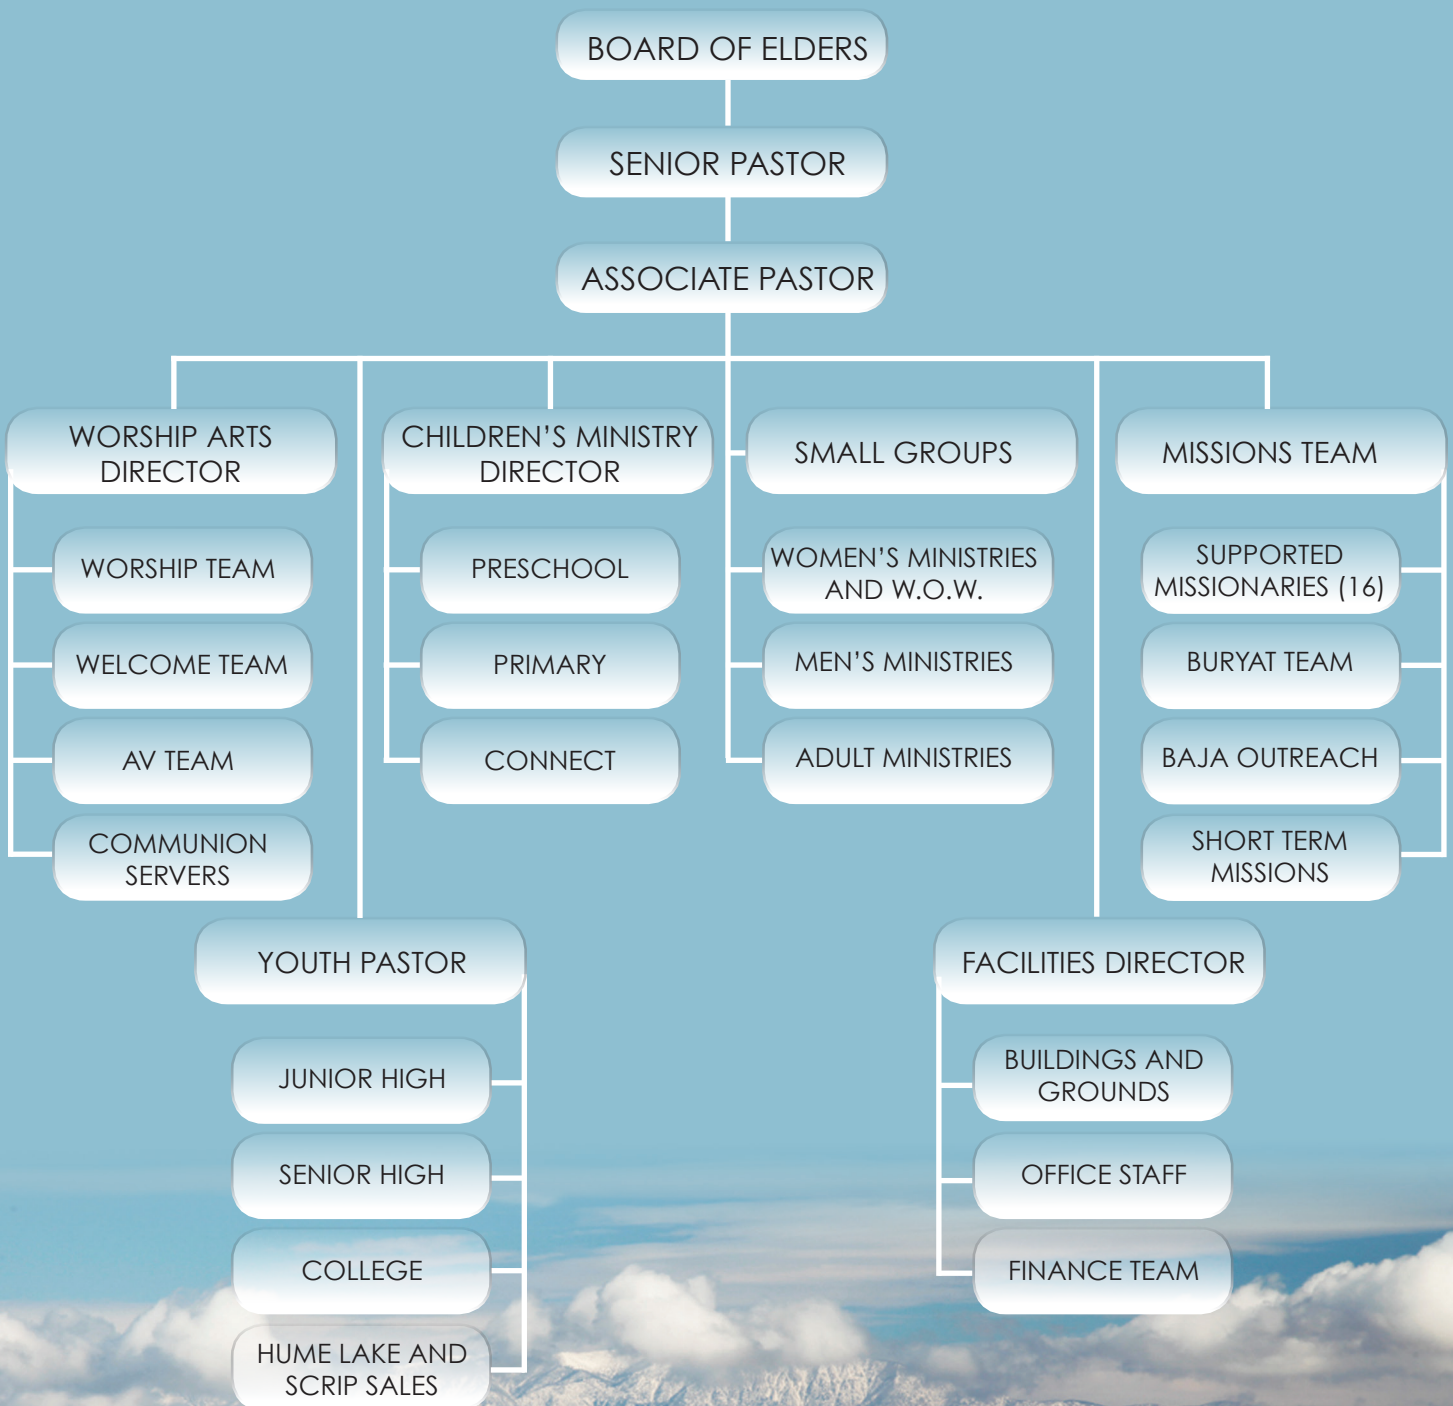 BOARD OF ELDERS
SENIOR PASTOR
ASSOCIATE PASTOR
WORSHIP ARTS
DIRECTOR
WORSHIP TEAM
WELCOME TEAM
AV TEAM
COMMUNION
SERVERS
CHILDREN’S MINISTRY
DIRECTOR
PRESCHOOL
PRIMARY
CONNECT
SMALL GROUPS
WOMEN’S MINISTRIES
AND W.O.W.
MEN’S MINISTRIES
ADULT MINISTRIES
MISSIONS TEAM
SUPPORTED
MISSIONARIES (16)
BURYAT TEAM
BAJA OUTREACH
SHORT TERM
MISSIONS
YOUTH PASTOR
JUNIOR HIGH
SENIOR HIGH
COLLEGE
HUME LAKE AND
SCRIP SALES
FACILITIES DIRECTOR
BUILDINGS AND
GROUNDS
OFFICE STAFF
FINANCE TEAM